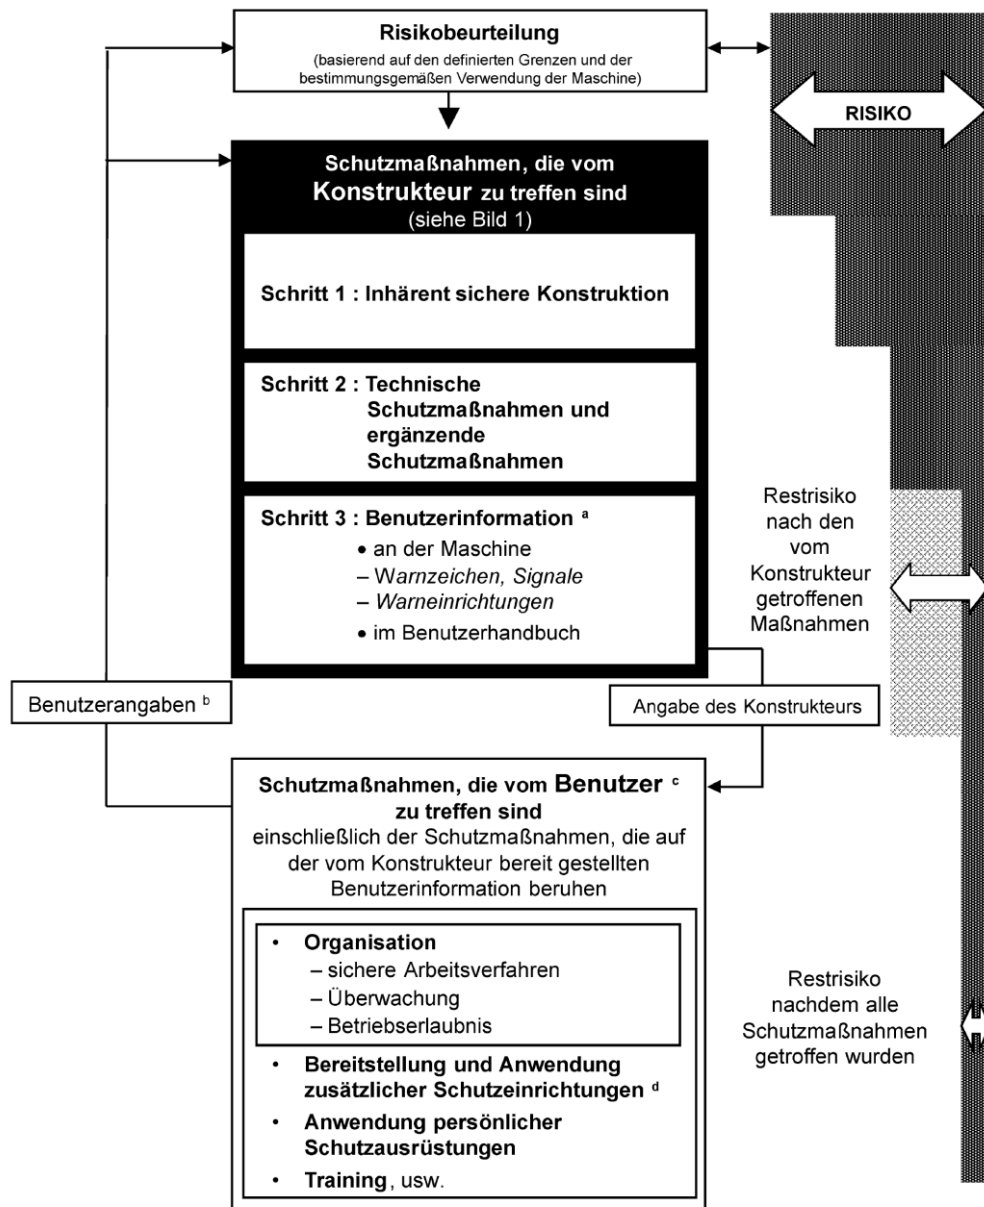 Risikobeurteilung
(basierend auf den definierten Grenzen und der
bestimmungsgemäßen Verwendung der Maschine)
RISIKO
Schutzmaßnahmen, die vom
Konstrukteur zu treffen sind
(siehe Bild 1)
Schritt 1 : Inhärent sichere Konstruktion
Schritt 2 : Technische
Schutzmaßnahmen und
ergänzende
Schutzmaßnahmen
Schritt 3 : Benutzerinformation a
• an der Maschine
– Warnzeichen, Signale
– Warneinrichtungen
• im Benutzerhandbuch
Restrisiko
nach den
vom
Konstrukteur
getroffenen
Maßnahmen
Benutzerangaben b
Angabe des Konstrukteurs
Schutzmaßnahmen, die vom Benutzer c
zu treffen sind
einschließlich der Schutzmaßnahmen, die auf
der vom Konstrukteur bereit gestellten
Benutzerinformation beruhen
• Organisation
– sichere Arbeitsverfahren
– Überwachung
– Betriebserlaubnis
• Bereitstellung und Anwendung
zusätzlicher Schutzeinrichtungen d
• Anwendung persönlicher
Schutzausrüstungen
• Training, usw.
Restrisiko
nachdem alle
Schutzmaßnahmen
getroffen wurden